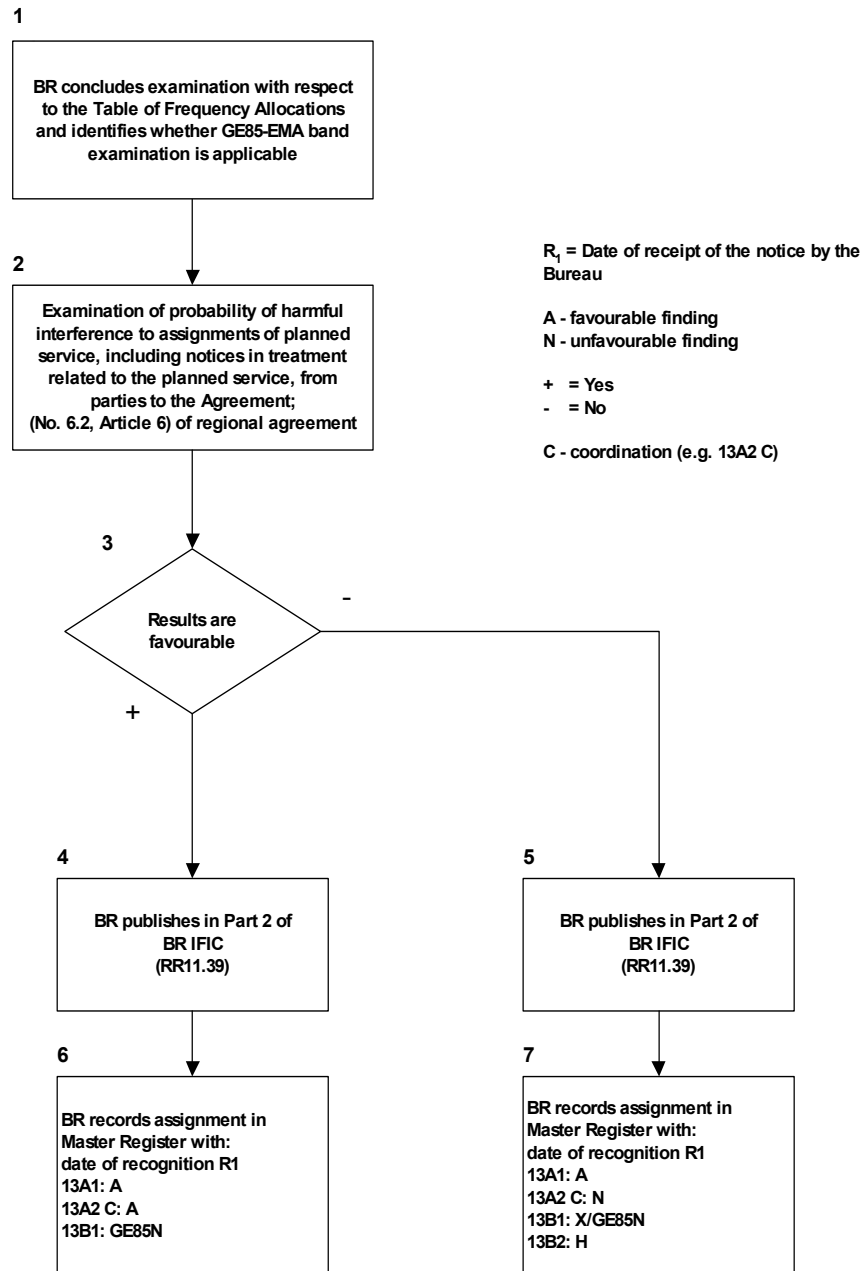 1
BR concludes examination with respect
to the Table of Frequency Allocations
and identifies whether GE85-EMA band
examination is applicable
R1 = Date of receipt of the notice by the
Bureau
A - favourable finding
N - unfavourable finding
+ = Yes
- = No
C - coordination (e.g. 13A2 C)
2
Examination of probability of harmful
interference to assignments of planned
service, including notices in treatment
related to the planned service, from
parties to the Agreement;
(No. 6.2, Article 6) of regional agreement
3
Results are
favourable
-
+
4
BR publishes in Part 2 of
BR IFIC
(RR11.39)
5
BR publishes in Part 2 of
BR IFIC
(RR11.39)
6
BR records assignment in
Master Register with:
date of recognition R1
13A1: A
13A2 C: A
13B1: GE85N
7
BR records assignment in
Master Register with:
date of recognition R1
13A1: A
13A2 C: N
13B1: X/GE85N
13B2: H